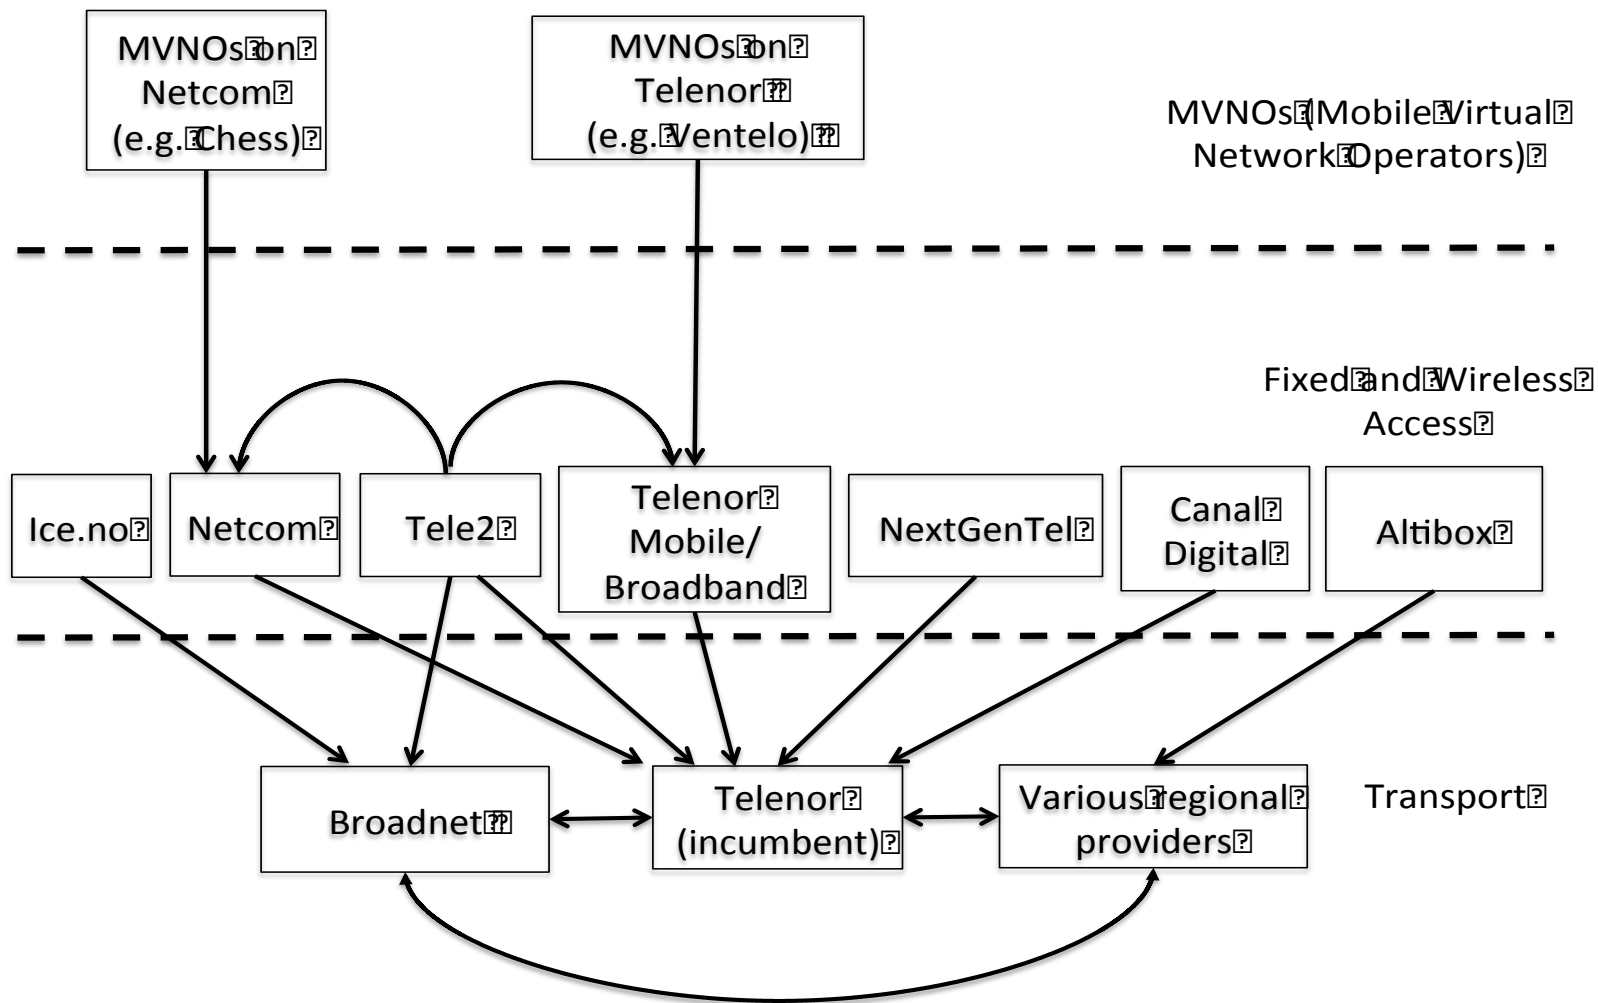 MVNOs on
Netcom
(e.g. Chess)
MVNOs on
Telenor
(e.g. Ventelo)
MVNOs (Mobile Virtual
Network Operators)
Fixed and Wireless
Access
Ice.no
Netcom
Tele2
Telenor
Mobile/
Broadband
NextGenTel
Canal
Digital
Altibox
Broadnet
Telenor
(incumbent)
Various regional
providers
Transport